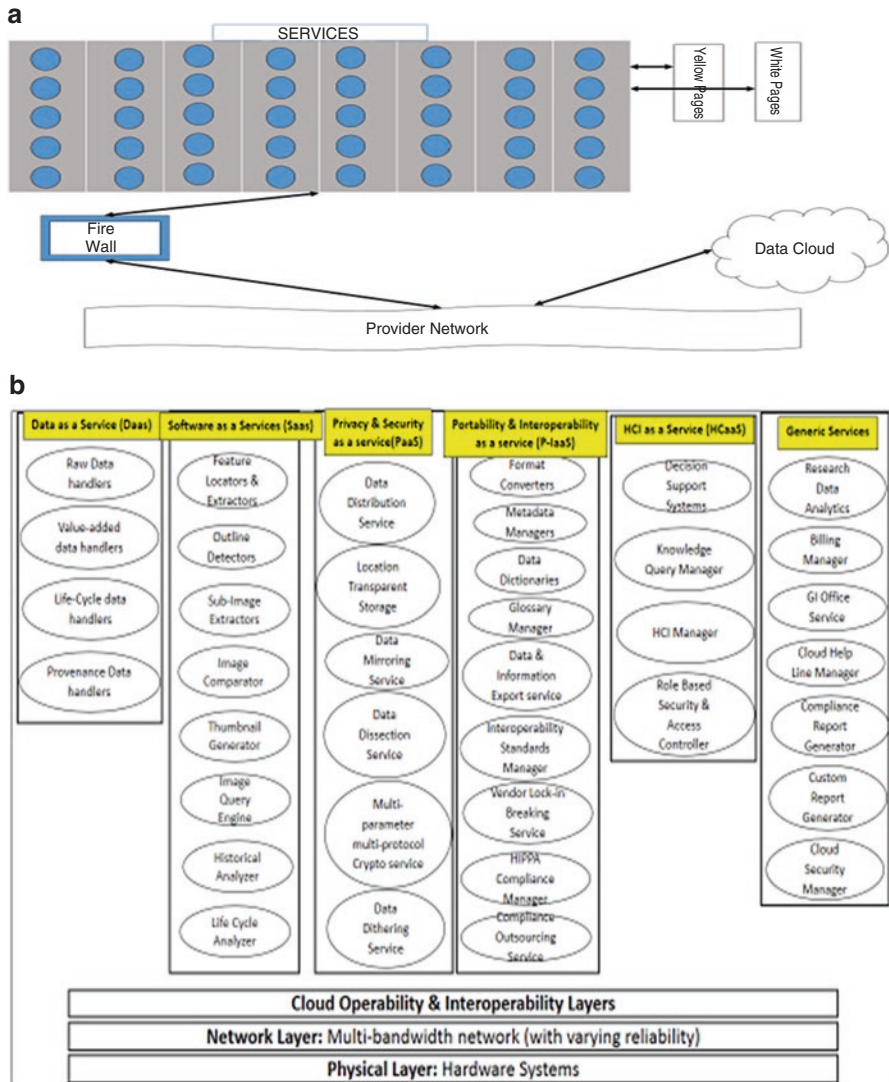 a
SERVICES
Yellow Pages
White Pages
Fire
Wall
Data Cloud
Provider Network
b
Data as a Service (Daas)
Raw Data
handlers
Value-added
data handlers
Life-Cycle data
handlers
Provenance Data
handlers
Software as a Services (Saas)
Feature
Locators &
Extractors
Outline
Detectors
Sub-Image
Extractors
Image
Comparator
Thumbnail
Generator
Image
Query
Engine
Historical
Analyzer
Life Cycle
Analyzer
Privacy & Security
as a service(PaaS)
Data
Distribution
Service
Location
Transparent
Storage
Data
Mirroring
Service
Data
Dissection
Service
Multi-
parameter
multi-protocol
Crypto service
Data
Dithering
Service
Portability & Interoperability
as a service (P-IaaS)
Format
Converters
Metadata
Managers
Data
Dictionaries
Glossary
Manager
Data &
Information
Export service
Interoperability
Standards
Manager
Vendor Lock-in
Breaking
Service
HIPPA
Compliance
Manager
Compliance
Outsourcing
Service
HCI as a Service (HCaaS)
Decision
Support
Systems
Knowledge
Query Manager
HCI Manager
Role Based
Security &
Access
Controller
Generic Services
Research
Data
Analytics
Billing
Manager
GI Office
Service
Cloud Help
Line Manager
Compliance
Report
Generator
Custom
Report
Generator
Cloud
Security
Manager
Cloud Operability & Interoperability Layers
Network Layer: Multi-bandwidth network (with varying reliability)
Physical Layer: Hardware Systems